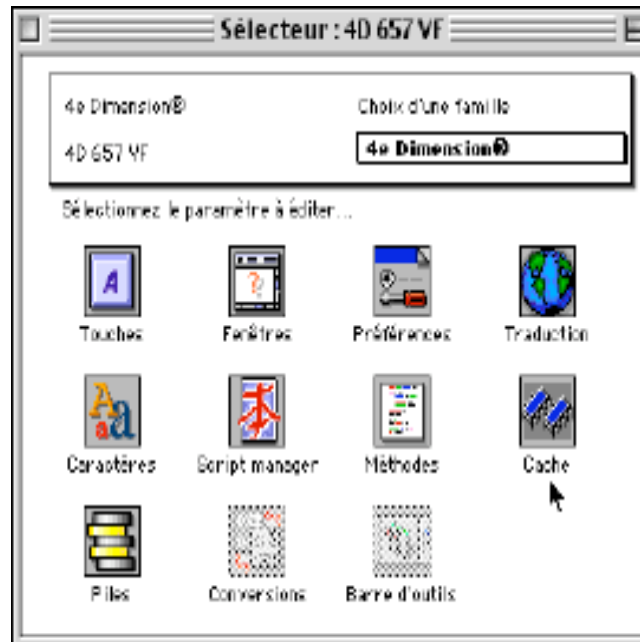 Sélecteur : 4D 657 VF
4e Dimension® Choix d'une famille
4D 657 VF 4e Dimension®
Sélectionnez le paramètre à éditer...
A ?
Touches Fenêtres Préférences Traduction
Aaa
Caractères Script manager Méthodes Cache
Piles Conversions Barre d'outils